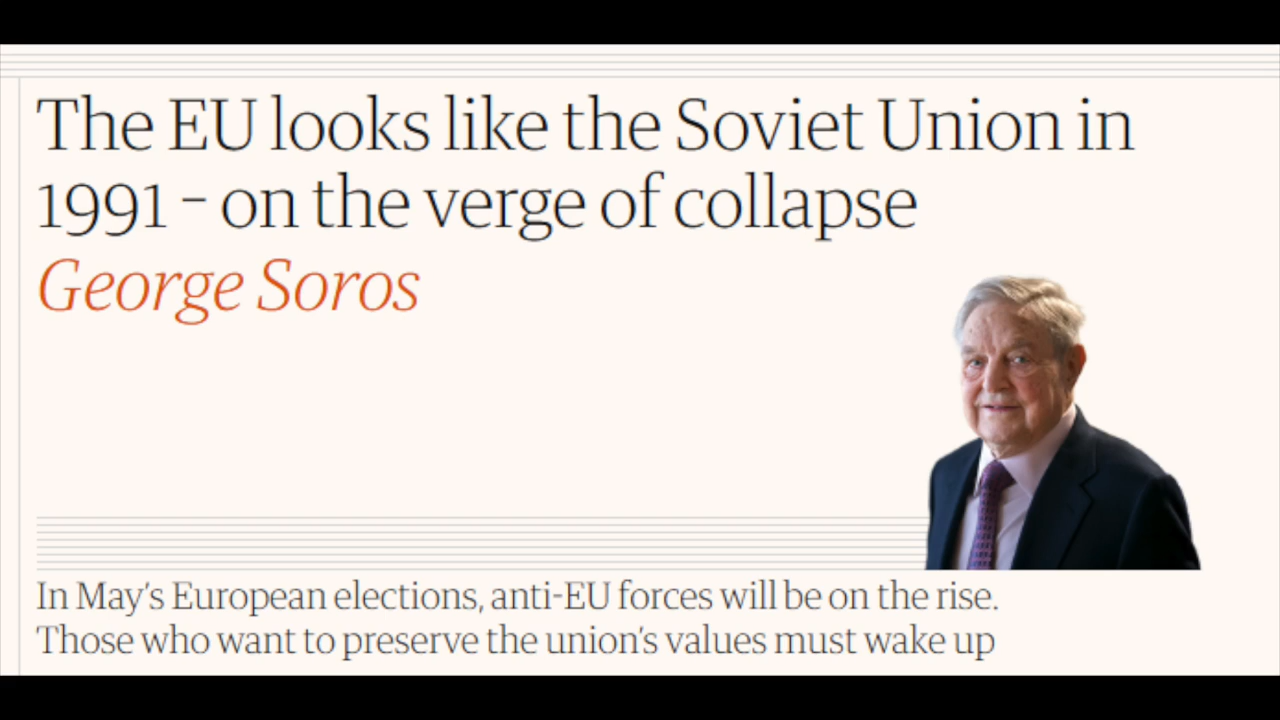 The EU looks like the Soviet Union in
1991 – on the verge of collapse
George Soros
In May’s European elections, anti-EU forces will be on the rise.
Those who want to preserve the union’s values must wake up